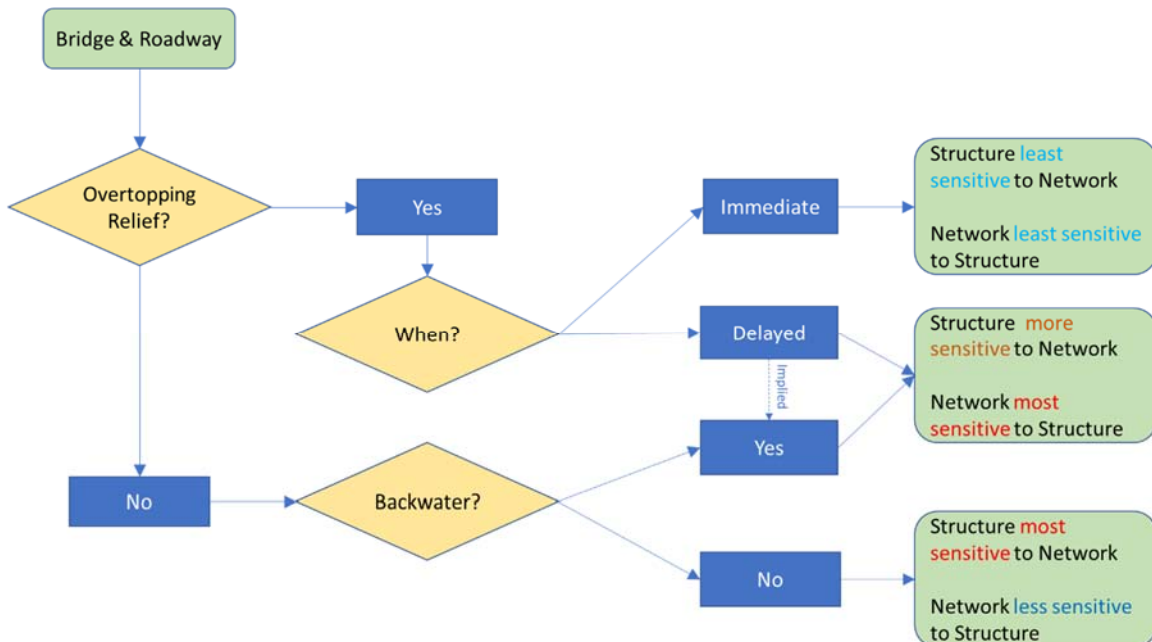 Bridge & Roadway
Overtopping
Relief?
Yes
When?
Immediate
Structure least
sensitive to Network
Network least sensitive
to Structure
Delayed
Implied
Yes
Structure more
sensitive to Network
Network most
sensitive to Structure
No
Backwater?
No
Structure most
sensitive to Network
Network less sensitive
to Structure